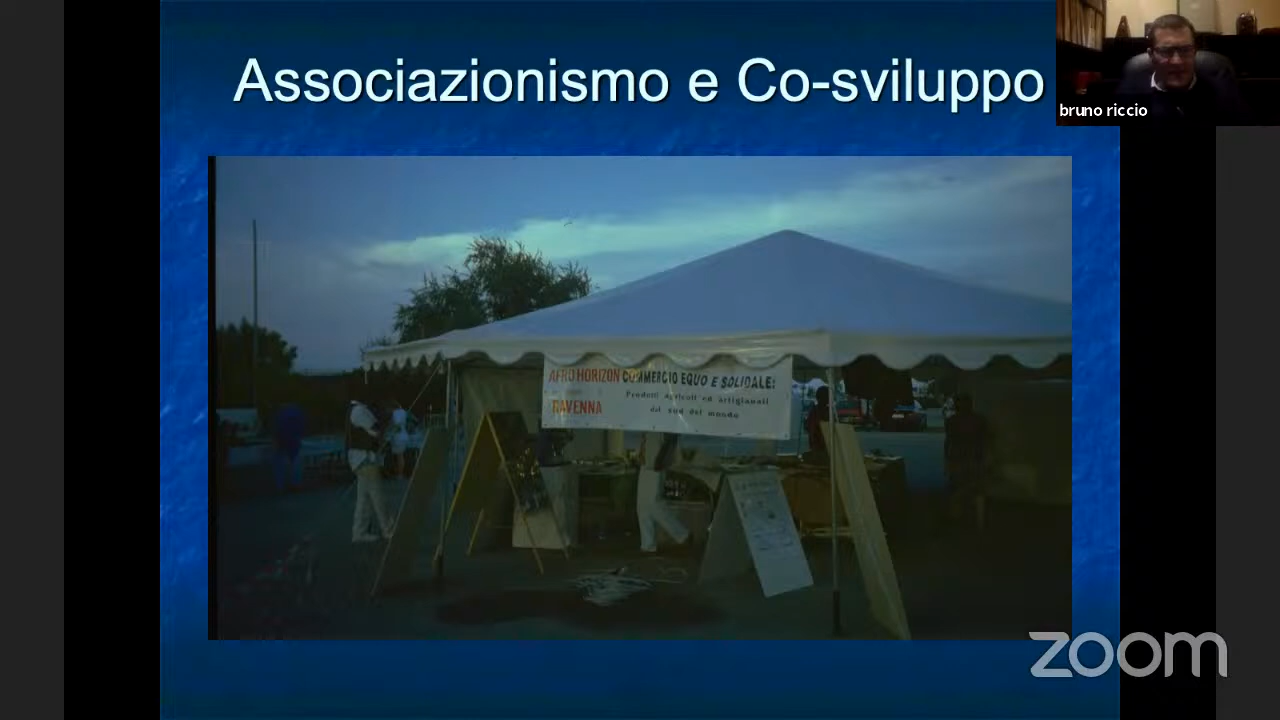 Associazionismo e Co-sviluppo
bruno riccio
AFRO HORIZON COMMERCIO EQUO E SOLIDALE:
RAVENNA Prodotti agricoli ed artigianali
dal sud del mondo
zoom